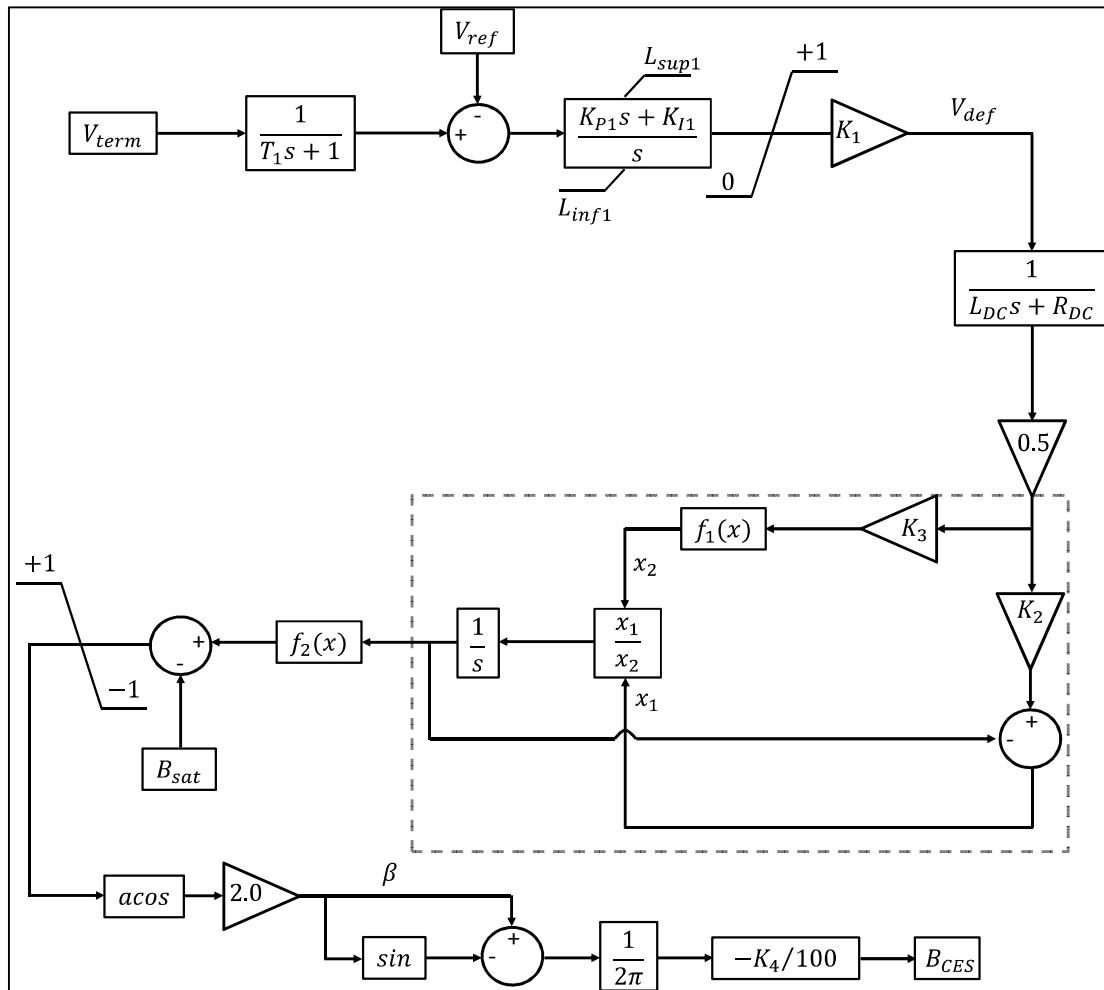 V_ref
L_sup1
+1
V_term
1
T_1 s + 1
-
+
K_P1 s + K_I1
s
K_1
V_def
0
L_inf1
1
L_DC s + R_DC
0.5
K_3
f_1(x)
x_2
K_2
+1
1
s
x_1
x_2
f_2(x)
+
-
-1
x_1
+
-
B_sat
β
2.0
acos
+
-
sin
1
2π
-K_4/100
B_CES